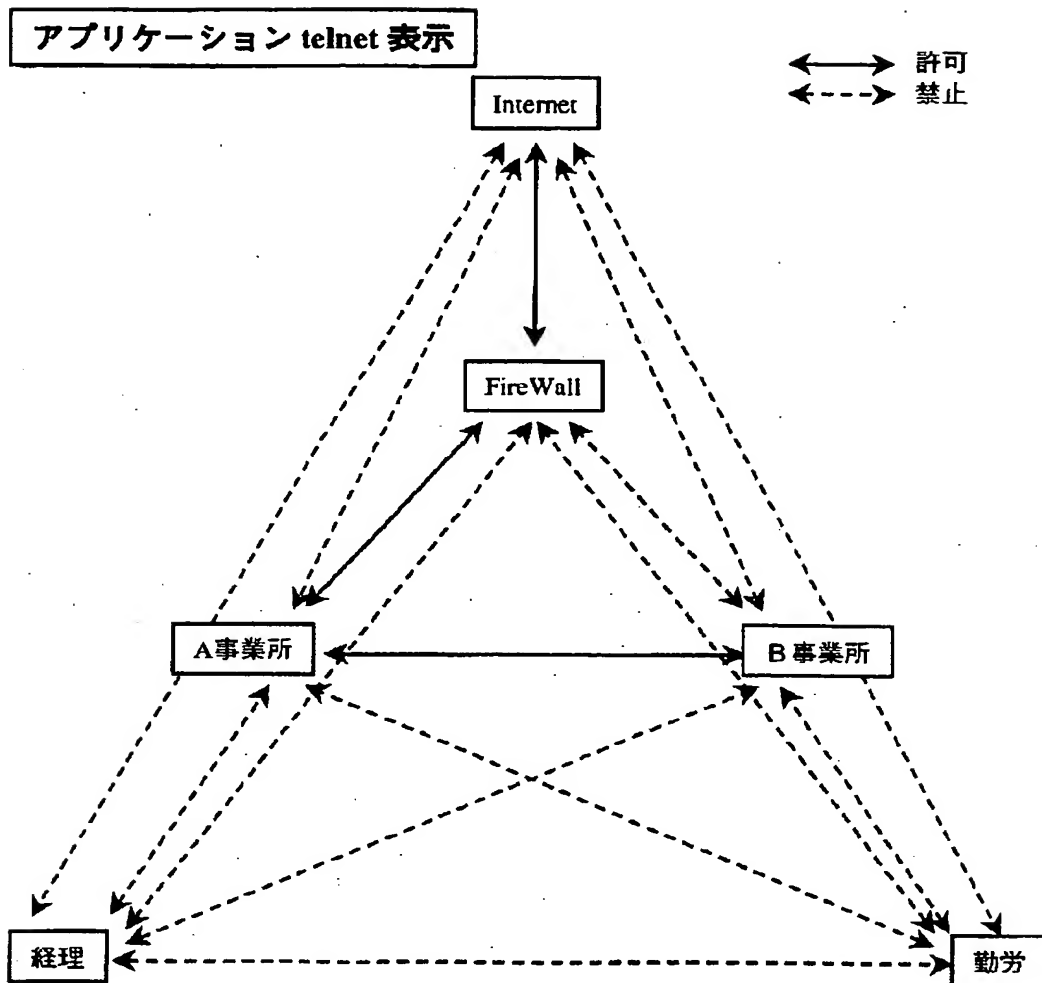 アプリケーション telnet 表示
許可
禁止
Internet
FireWall
A事業所
B事業所
経理
勤労